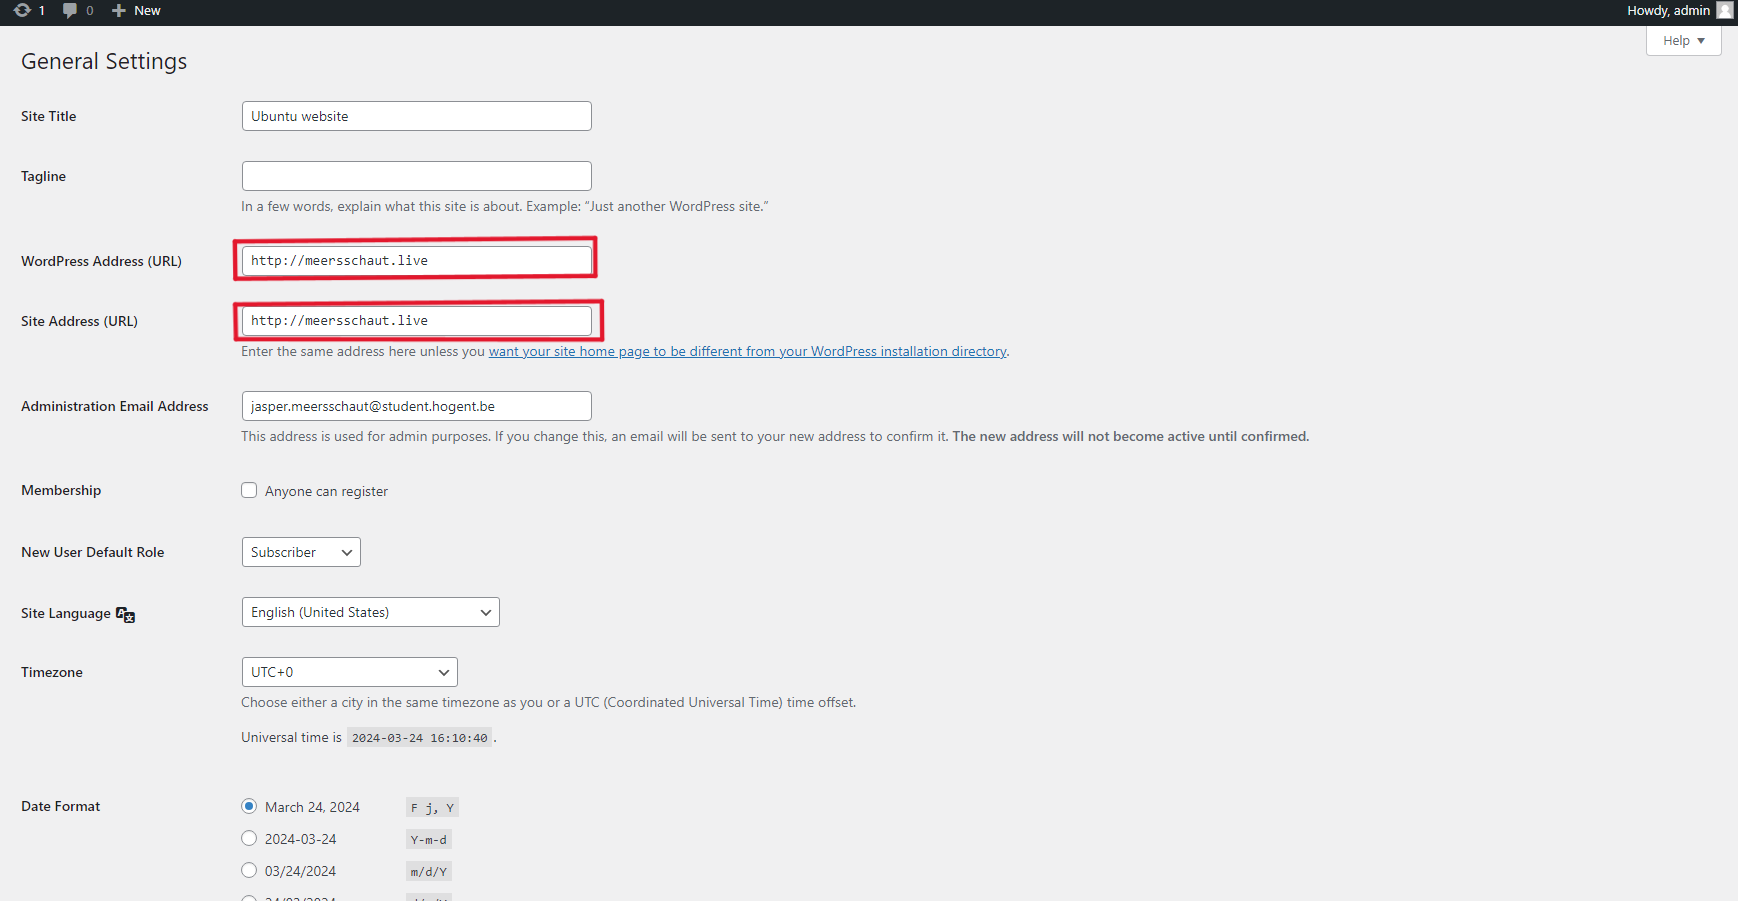 1 0 New Howdy, admin
Help
General Settings
Site Title Ubuntu website
Tagline
In a few words, explain what this site is about. Example: “Just another WordPress site.”
WordPress Address (URL) http://meersschaut.live
Site Address (URL) http://meersschaut.live
Enter the same address here unless you want your site home page to be different from your WordPress installation directory.
Administration Email Address jasper.meersschaut@student.hogent.be
This address is used for admin purposes. If you change this, an email will be sent to your new address to confirm it. The new address will not become active until confirmed.
Membership Anyone can register
New User Default Role Subscriber
Site Language English (United States)
Timezone UTC+0
Choose either a city in the same timezone as you or a UTC (Coordinated Universal Time) time offset.
Universal time is 2024-03-24 16:10:40 .
Date Format March 24, 2024 F j, Y
2024-03-24 Y-m-d
03/24/2024 m/d/Y